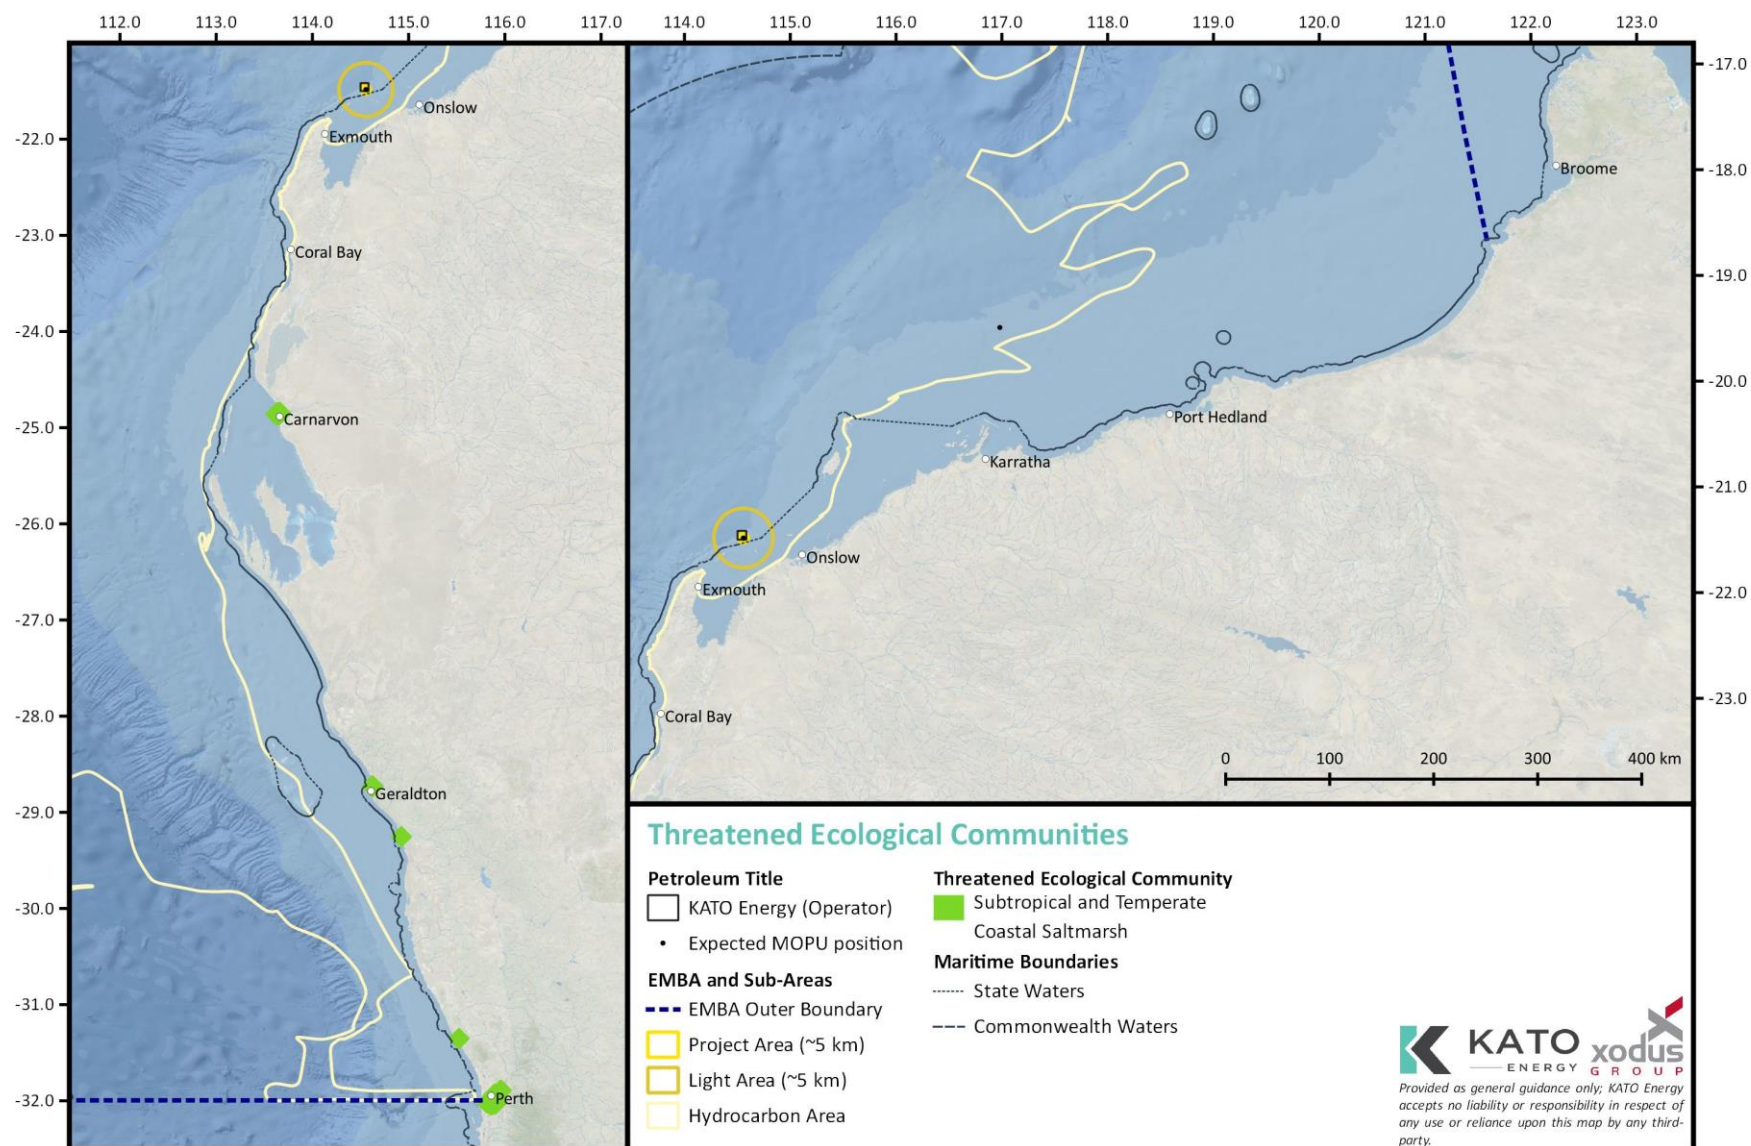 112.0 113.0 114.0 115.0 116.0 117.0
114.0 115.0 116.0 117.0 118.0 119.0 120.0 121.0 122.0 123.0
-22.0
-23.0
-24.0
-25.0
-26.0
-27.0
-28.0
-29.0
-30.0
-31.0
-32.0
Onslow
Exmouth
Coral Bay
Carnarvon
Geraldton
Perth
-17.0
-18.0
-19.0
-20.0
-21.0
-22.0
-23.0
Broome
Port Hedland
Karratha
Onslow
Exmouth
Coral Bay
0 100 200 300 400 km
Threatened Ecological Communities
Petroleum Title
KATO Energy (Operator)
Expected MOPU position
EMBA and Sub-Areas
EMBA Outer Boundary
Project Area (~5 km)
Light Area (~5 km)
Hydrocarbon Area
Threatened Ecological Community
Subtropical and Temperate
Coastal Saltmarsh
Maritime Boundaries
State Waters
Commonwealth Waters
KATO
ENERGY
xodus
GROUP
Provided as general guidance only; KATO Energy
accepts no liability or responsibility in respect of
any use or reliance upon this map by any third-
party.